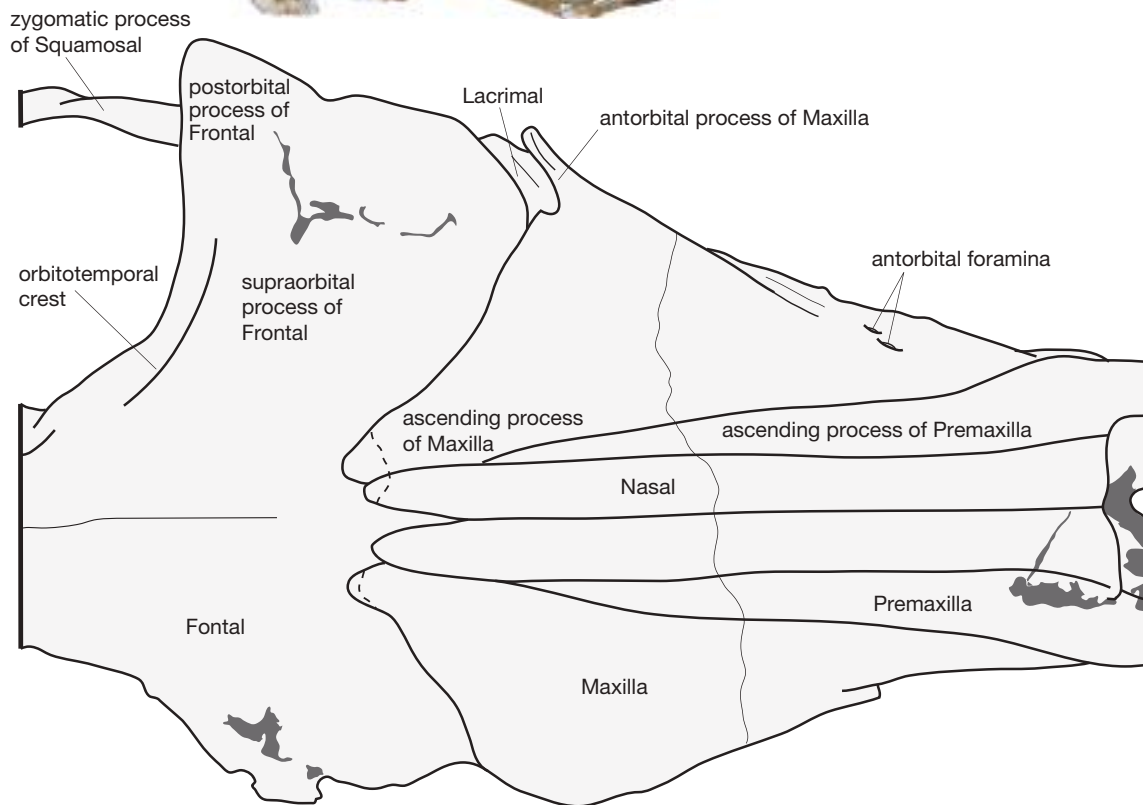 zygomatic process
of Squamosal
postorbital
process of
Frontal
Lacrimal
antorbital process of Maxilla
orbitotemporal
crest
supraorbital
process of
Frontal
antorbital foramina
ascending process
of Maxilla
ascending process of Premaxilla
Nasal
Fontal
Premaxilla
Maxilla